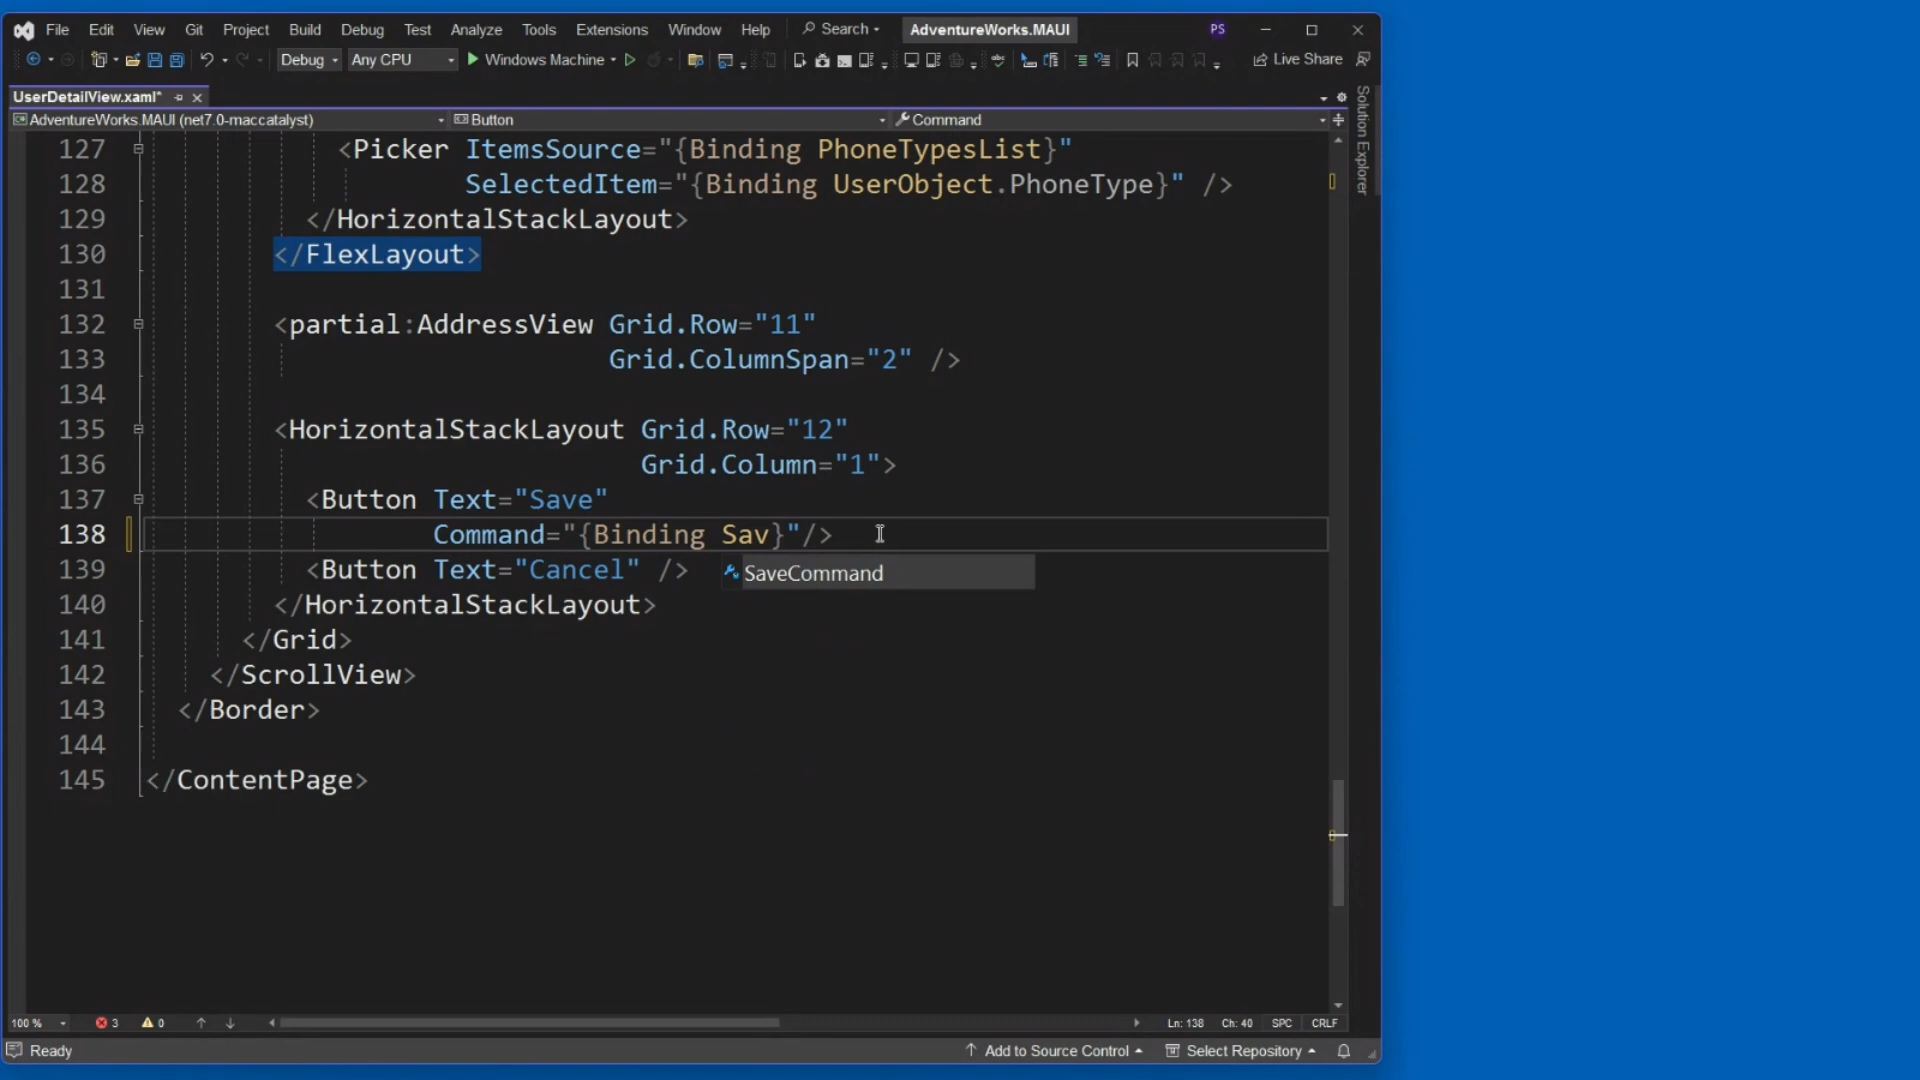 File Edit View Git Project Build Debug Test Analyze Tools Extensions Window Help Search AdventureWorks.MAUI PS
Debug Any CPU Windows Machine Live Share
UserDetailView.xaml*
AdventureWorks.MAUI (net7.0-maccatalyst) Button Command
Solution Explorer
127 <Picker ItemsSource="{Binding PhoneTypesList}"
128 SelectedItem="{Binding UserObject.PhoneType}" />
129 </HorizontalStackLayout>
130 </FlexLayout>
131
132 <partial:AddressView Grid.Row="11"
133 Grid.ColumnSpan="2" />
134
135 <HorizontalStackLayout Grid.Row="12"
136 Grid.Column="1">
137 <Button Text="Save"
138 Command="{Binding Sav}"/>
139 <Button Text="Cancel" />
SaveCommand
140 </HorizontalStackLayout>
141 </Grid>
142 </ScrollView>
143 </Border>
144
145 </ContentPage>
100 % 3 0 Ln: 138 Ch: 40 SPC CRLF
Ready Add to Source Control Select Repository